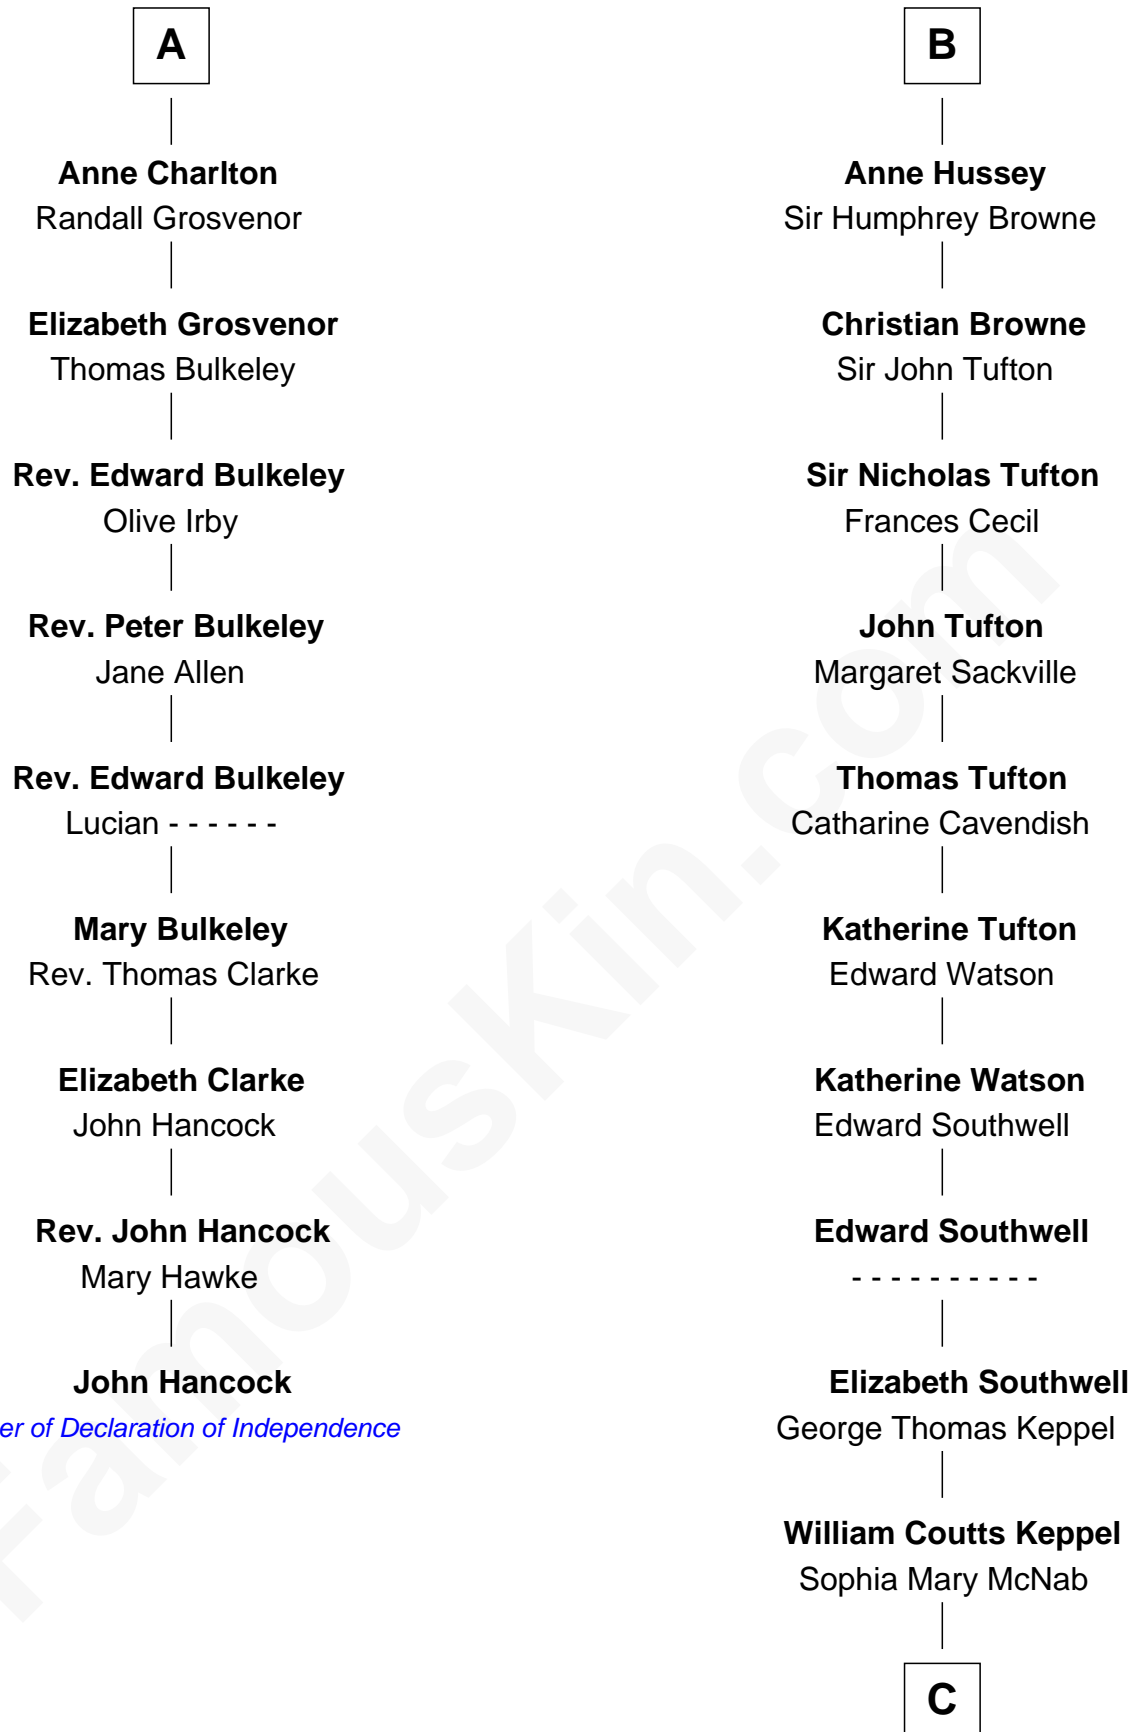 A
Anne Charlton
Randall Grosvenor
Elizabeth Grosvenor
Thomas Bulkeley
Rev. Edward Bulkeley
Olive Irby
Rev. Peter Bulkeley
Jane Allen
Rev. Edward Bulkeley
Lucian - - - - - -
Mary Bulkeley
Rev. Thomas Clarke
Elizabeth Clarke
John Hancock
Rev. John Hancock
Mary Hawke
John Hancock
er of Declaration of Independence
B
Anne Hussey
Sir Humphrey Browne
Christian Browne
Sir John Tufton
Sir Nicholas Tufton
Frances Cecil
John Tufton
Margaret Sackville
Thomas Tufton
Catharine Cavendish
Katherine Tufton
Edward Watson
Katherine Watson
Edward Southwell
Edward Southwell
- - - - - - - - - -
Elizabeth Southwell
George Thomas Keppel
William Coutts Keppel
Sophia Mary McNab
C
FamousKin.com